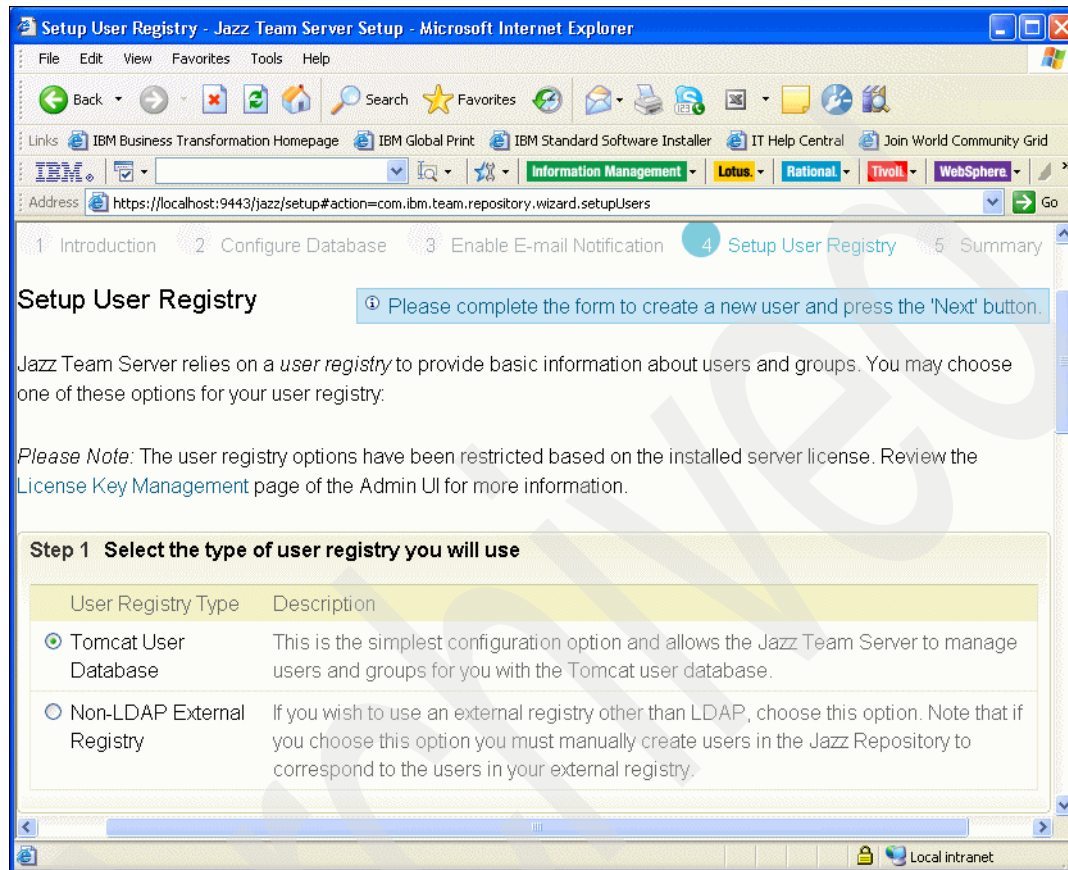 Setup User Registry - Jazz Team Server Setup - Microsoft Internet Explorer
File Edit View Favorites Tools Help
Back Search Favorites
Links IBM Business Transformation Homepage IBM Global Print IBM Standard Software Installer IT Help Central Join World Community Grid
IBM Information Management Lotus. Rational. Tivoli. WebSphere.
Address https://localhost:9443/jazz/setup#action=com.ibm.team.repository.wizard.setupUsers Go
1 Introduction 2 Configure Database 3 Enable E-mail Notification 4 Setup User Registry 5 Summary
Setup User Registry
Please complete the form to create a new user and press the 'Next' button.
Jazz Team Server relies on a user registry to provide basic information about users and groups. You may choose
one of these options for your user registry:
Please Note: The user registry options have been restricted based on the installed server license. Review the
License Key Management page of the Admin UI for more information.
Step 1 Select the type of user registry you will use
User Registry Type Description
Tomcat User Database
This is the simplest configuration option and allows the Jazz Team Server to manage
users and groups for you with the Tomcat user database.
Non-LDAP External Registry
If you wish to use an external registry other than LDAP, choose this option. Note that if
you choose this option you must manually create users in the Jazz Repository to
correspond to the users in your external registry.
Local intranet